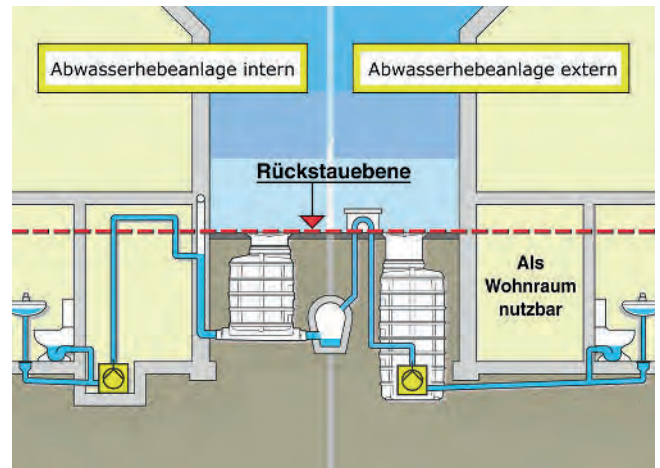 Abwasserhebeanlage intern
Abwasserhebeanlage extern
Rückstauebene
Als
Wohnraum
nutzbar